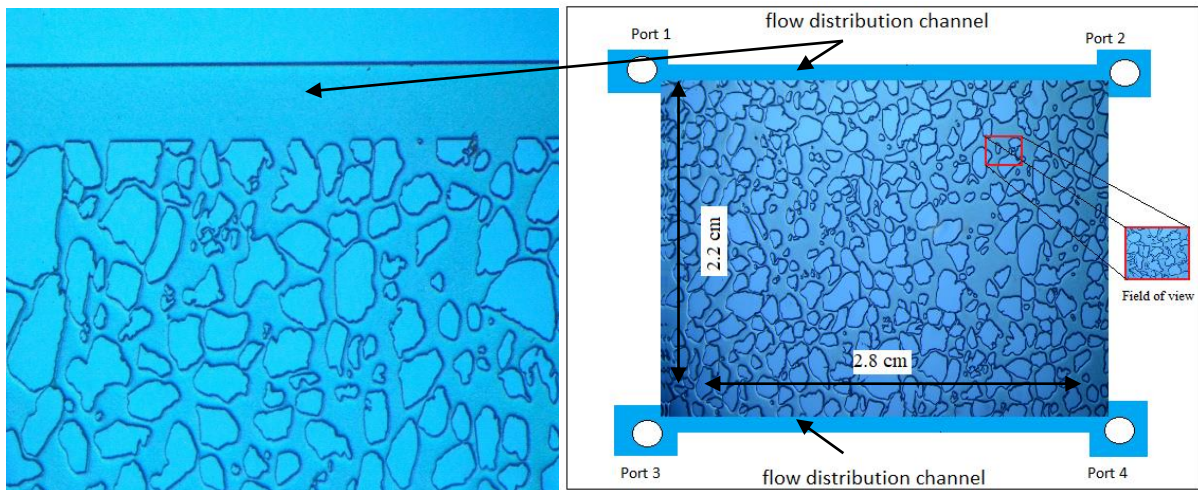 flow distribution channel
Port 1
Port 2
2.2 cm
Field of view
2.8 cm
Port 3
Port 4
flow distribution channel